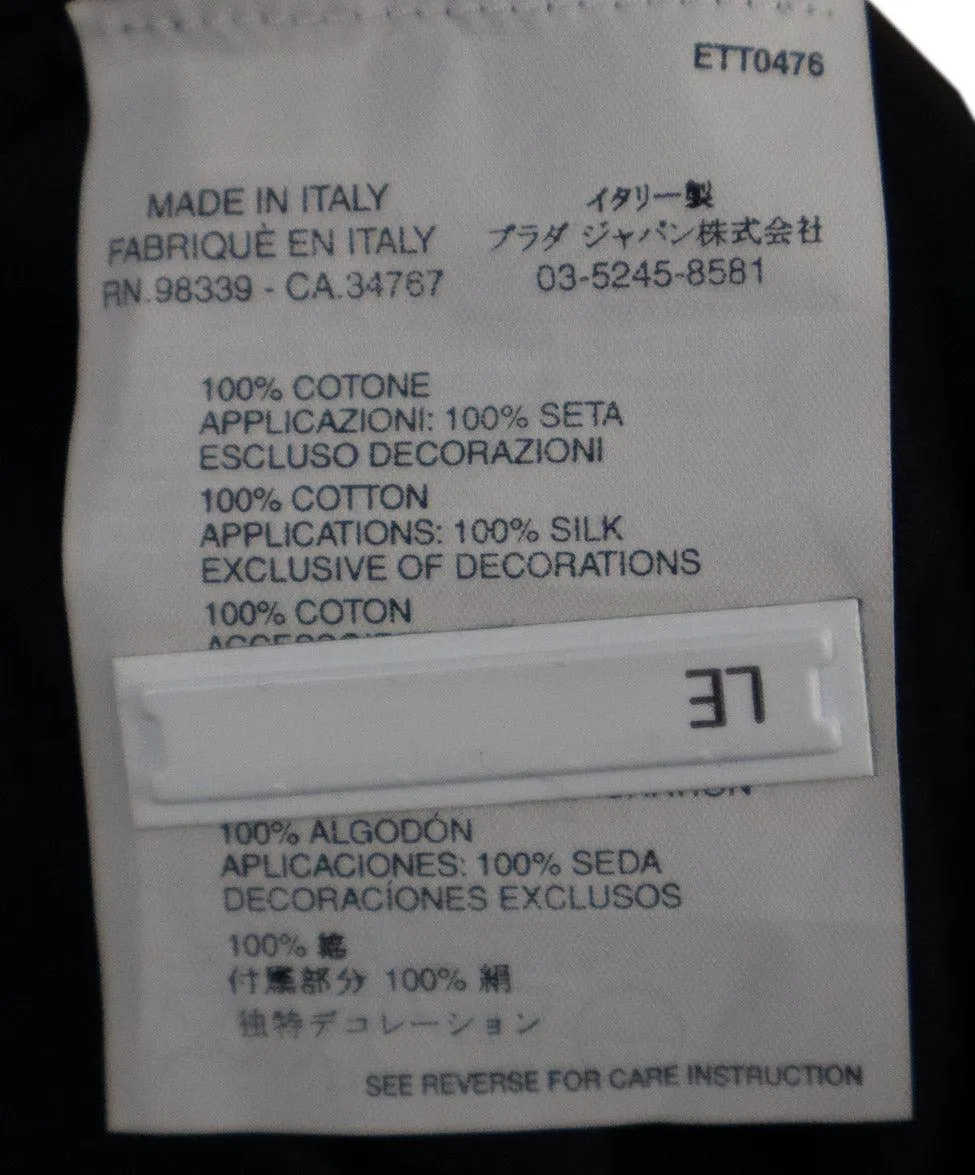 ETT0476
MADE IN ITALY
FABRIQUÈ EN ITALY
RN.98339 - CA.34767
イタリー製
プラダ ジャパン株式会社
03-5245-8581
100% COTONE
APPLICAZIONI: 100% SETA
ESCLUSO DECORAZIONI
100% COTTON
APPLICATIONS: 100% SILK
EXCLUSIVE OF DECORATIONS
100% COTON
LE
100% ALGODÓN
APLICACIONES: 100% SEDA
DECORACÍONES EXCLUSOS
100%
付属部分 100% 絹
独特デコレーション
SEE REVERSE FOR CARE INSTRUCTION